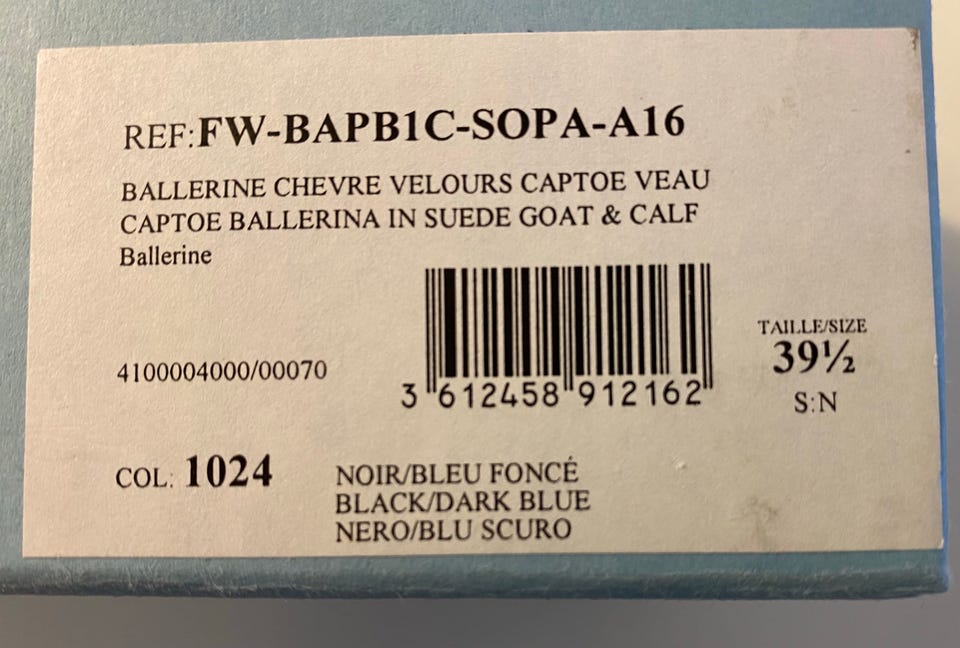 REF:FW-BAPB1C-SOPA-A16
BALLERINE CHEVRE VELOURS CAPTOE VEAU
CAPTOE BALLERINA IN SUEDE GOAT & CALF
Ballerine
4100004000/00070
3 612458 912162
TAILLE/SIZE
39½
S:N
COL: 1024
NOIR/BLEU FONCÉ
BLACK/DARK BLUE
NERO/BLU SCURO